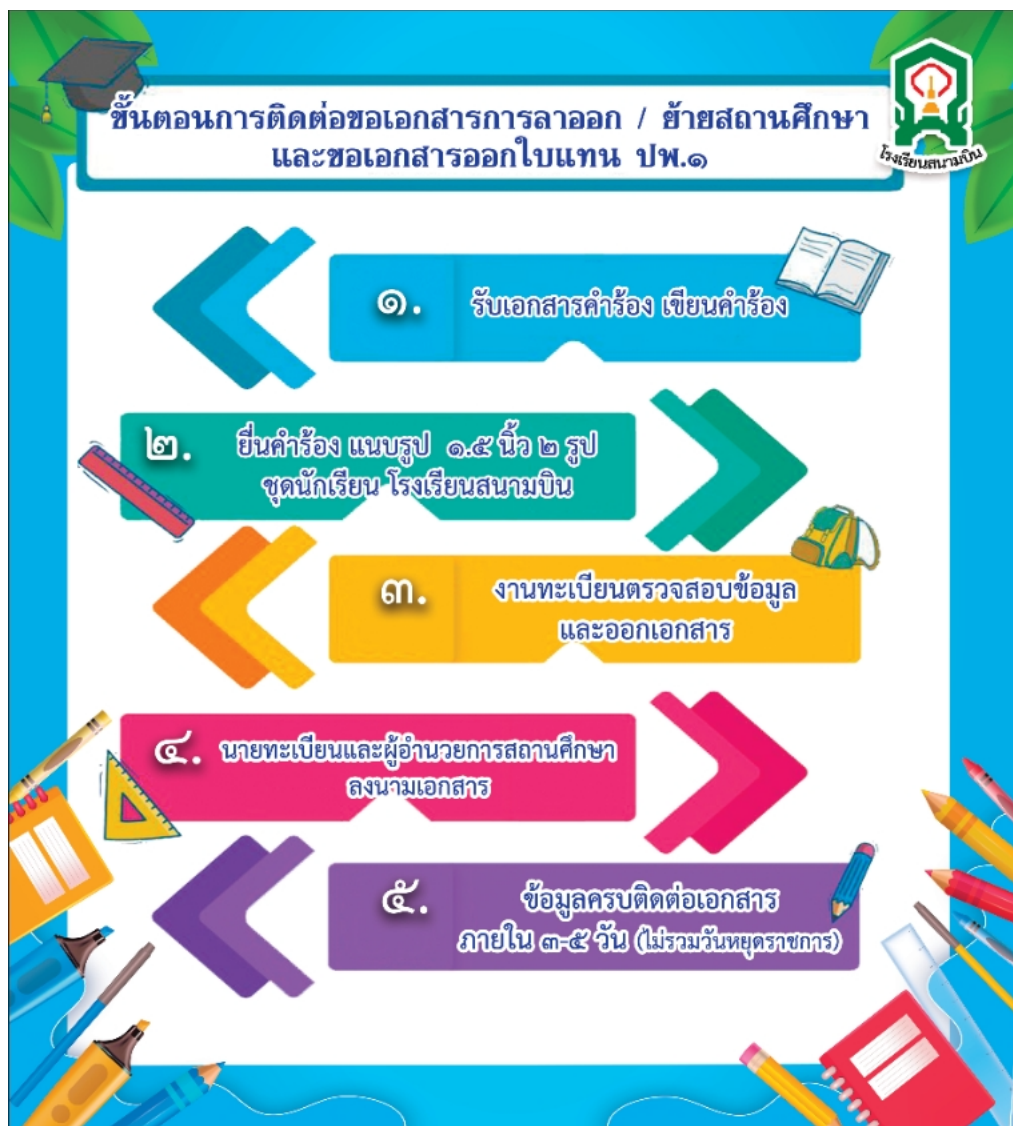 ขั้นตอนการติดต่อขอเอกสารการลาออก / ย้ายสถานศึกษา
และขอเอกสารออกใบแทน ปพ.๑
โรงเรียนสนามบิน
๑. รับเอกสารคำร้อง เขียนคำร้อง
๒. ยื่นคำร้อง แนบรูป ๑.๕ นิ้ว ๒ รูป
ชุดนักเรียน โรงเรียนสนามบิน
๓. งานทะเบียนตรวจสอบข้อมูล
และออกเอกสาร
๔. นายทะเบียนและผู้อำนวยการสถานศึกษา
ลงนามเอกสาร
๕. ข้อมูลครบติดต่อเอกสาร
ภายใน ๓-๕ วัน (ไม่รวมวันหยุดราชการ)